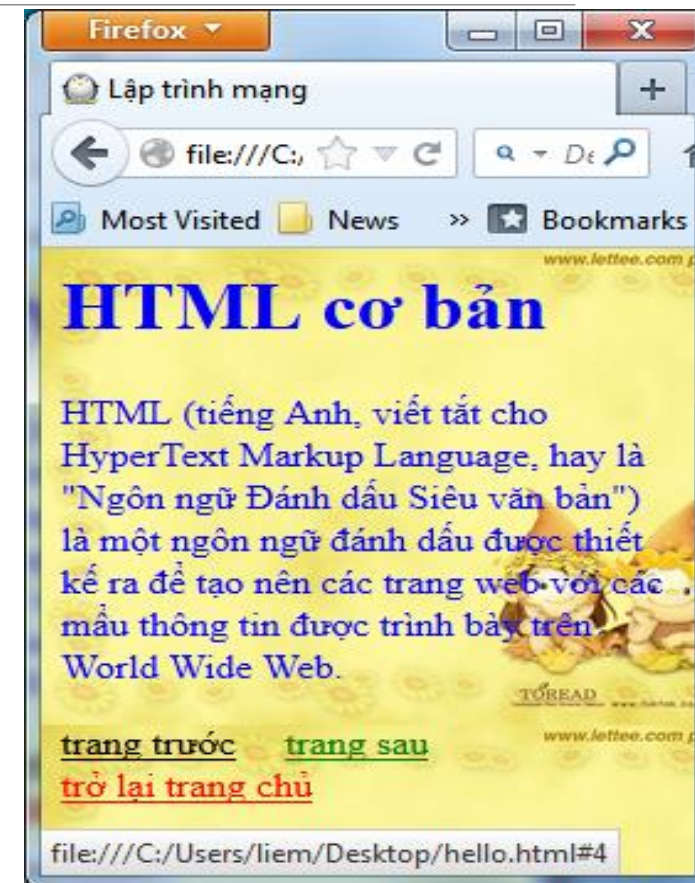 Firefox
Lập trình mạng
file:///C:,
Most Visited News » Bookmarks
www.lettee.com
HTML cơ bản
HTML (tiếng Anh, viết tắt cho
HyperText Markup Language, hay là
"Ngôn ngữ Đánh dấu Siêu văn bản")
là một ngôn ngữ đánh dấu được thiết
kế ra để tạo nên các trang web với các
mẩu thông tin được trình bày trên
World Wide Web.
TOREAD
trang trước trang sau
www.lettee.com
trở lại trang chủ
file:///C:/Users/liem/Desktop/hello.html#4